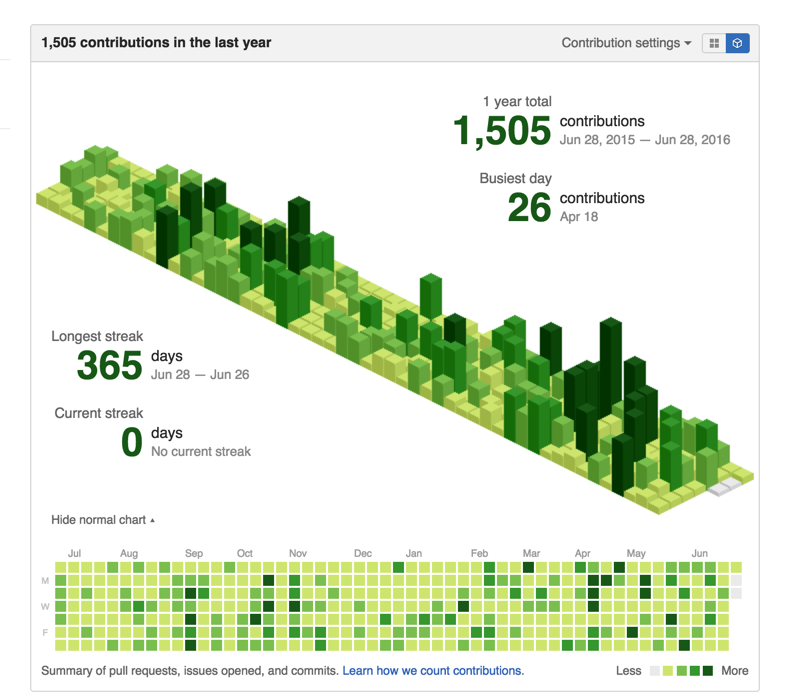 1,505 contributions in the last year
Contribution settings
1 year total
1,505 contributions
Jun 28, 2015 — Jun 28, 2016
Busiest day
26 contributions
Apr 18
Longest streak
365 days
Jun 28 — Jun 26
Current streak
0 days
No current streak
Hide normal chart
Jul Aug Sep Oct Nov Dec Jan Feb Mar Apr May Jun
M
W
F
Summary of pull requests, issues opened, and commits. Learn how we count contributions.
Less More